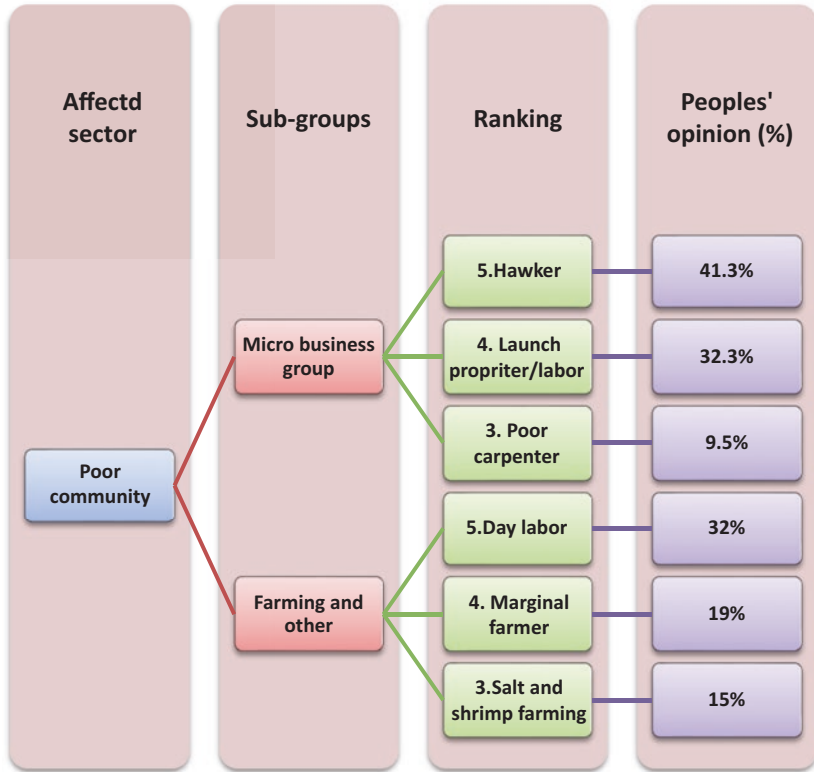 Affectd
sector
Sub-groups
Ranking
Peoples'
opinion (%)
Poor
community
Micro business
group
5.Hawker
41.3%
4. Launch
propriter/labor
32.3%
3. Poor
carpenter
9.5%
Farming and
other
5.Day labor
32%
4. Marginal
farmer
19%
3.Salt and
shrimp farming
15%